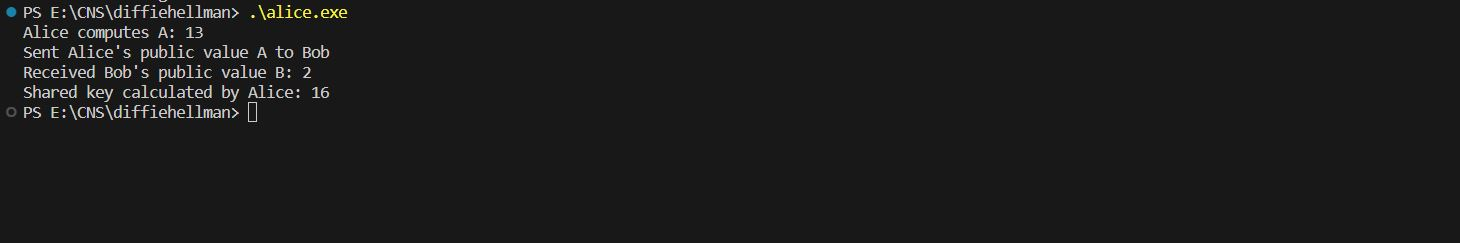 PS E:\CNS\diffiehellman> .\alice.exe
Alice computes A: 13
Sent Alice's public value A to Bob
Received Bob's public value B: 2
Shared key calculated by Alice: 16
PS E:\CNS\diffiehellman>